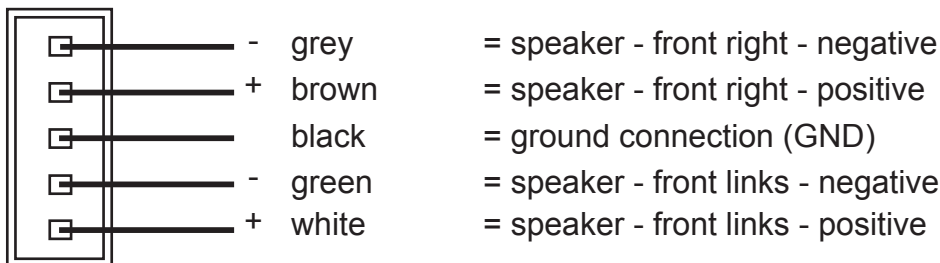 - grey = speaker - front right - negative
+ brown = speaker - front right - positive
black = ground connection (GND)
- green = speaker - front links - negative
+ white = speaker - front links - positive